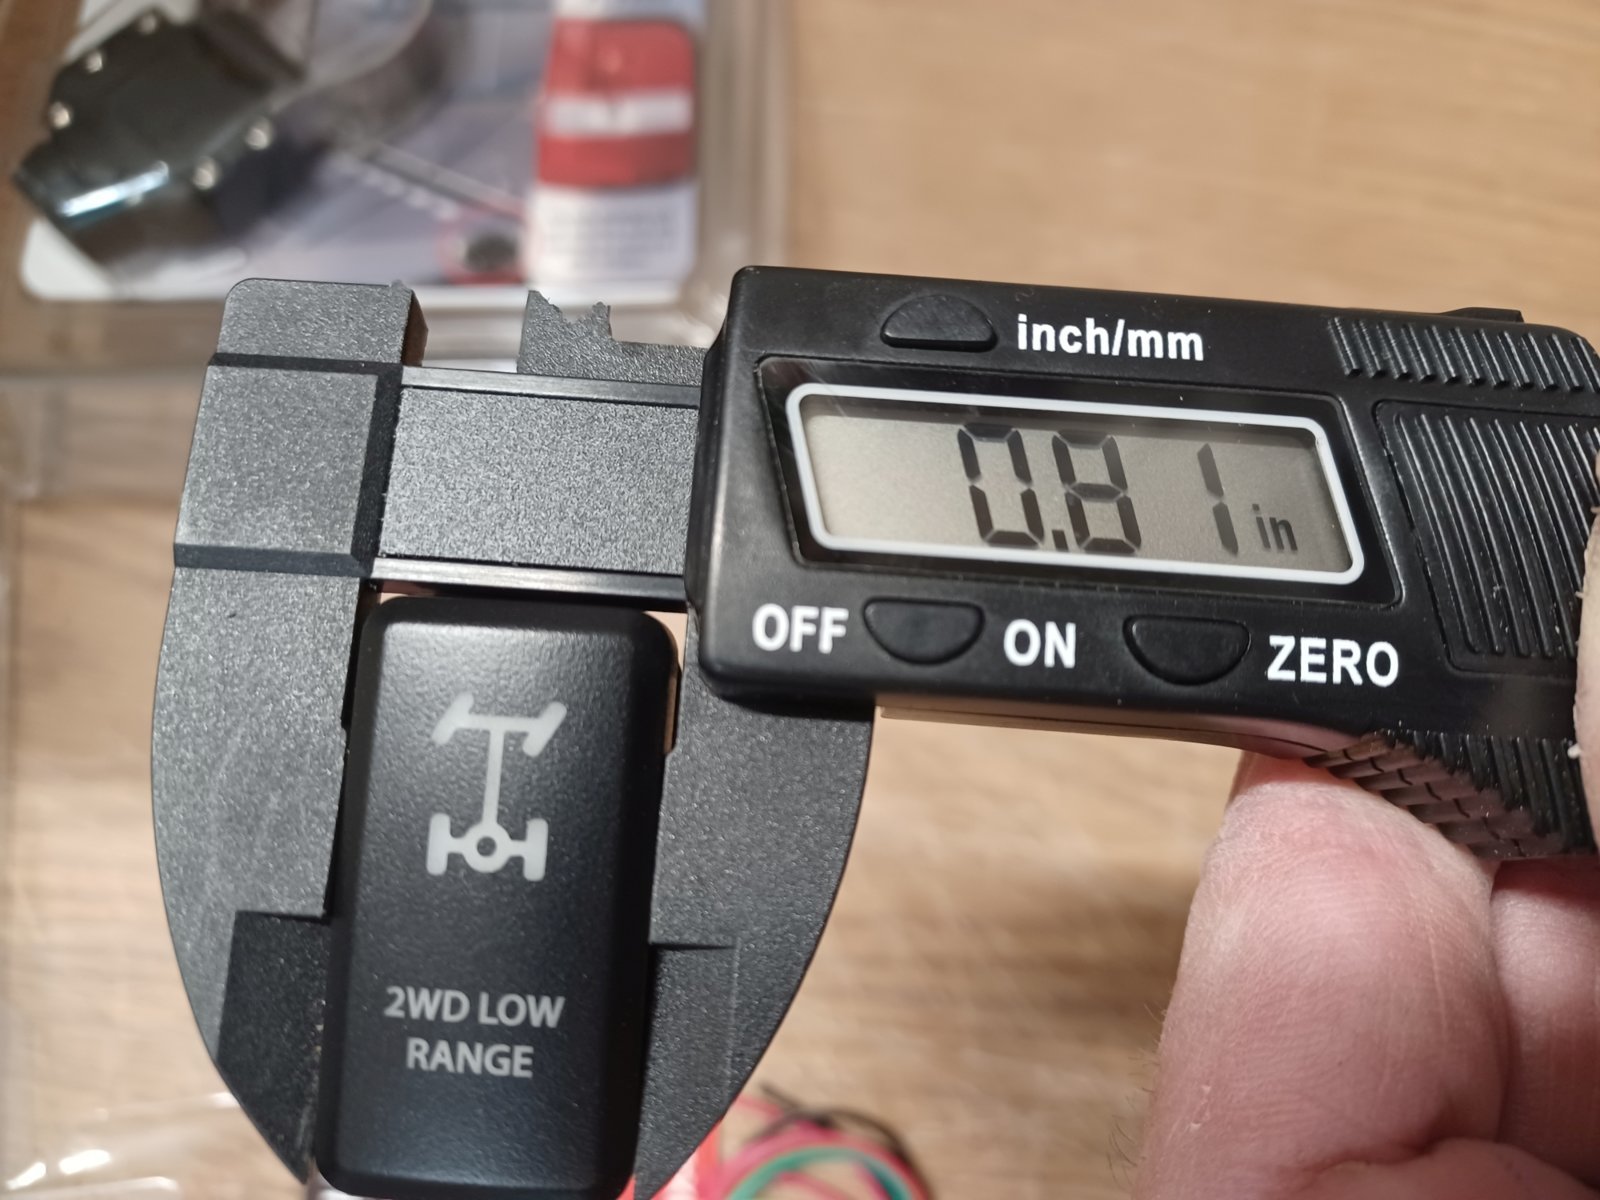 inch/mm
0.81 in
OFF ON ZERO
2WD LOW
RANGE